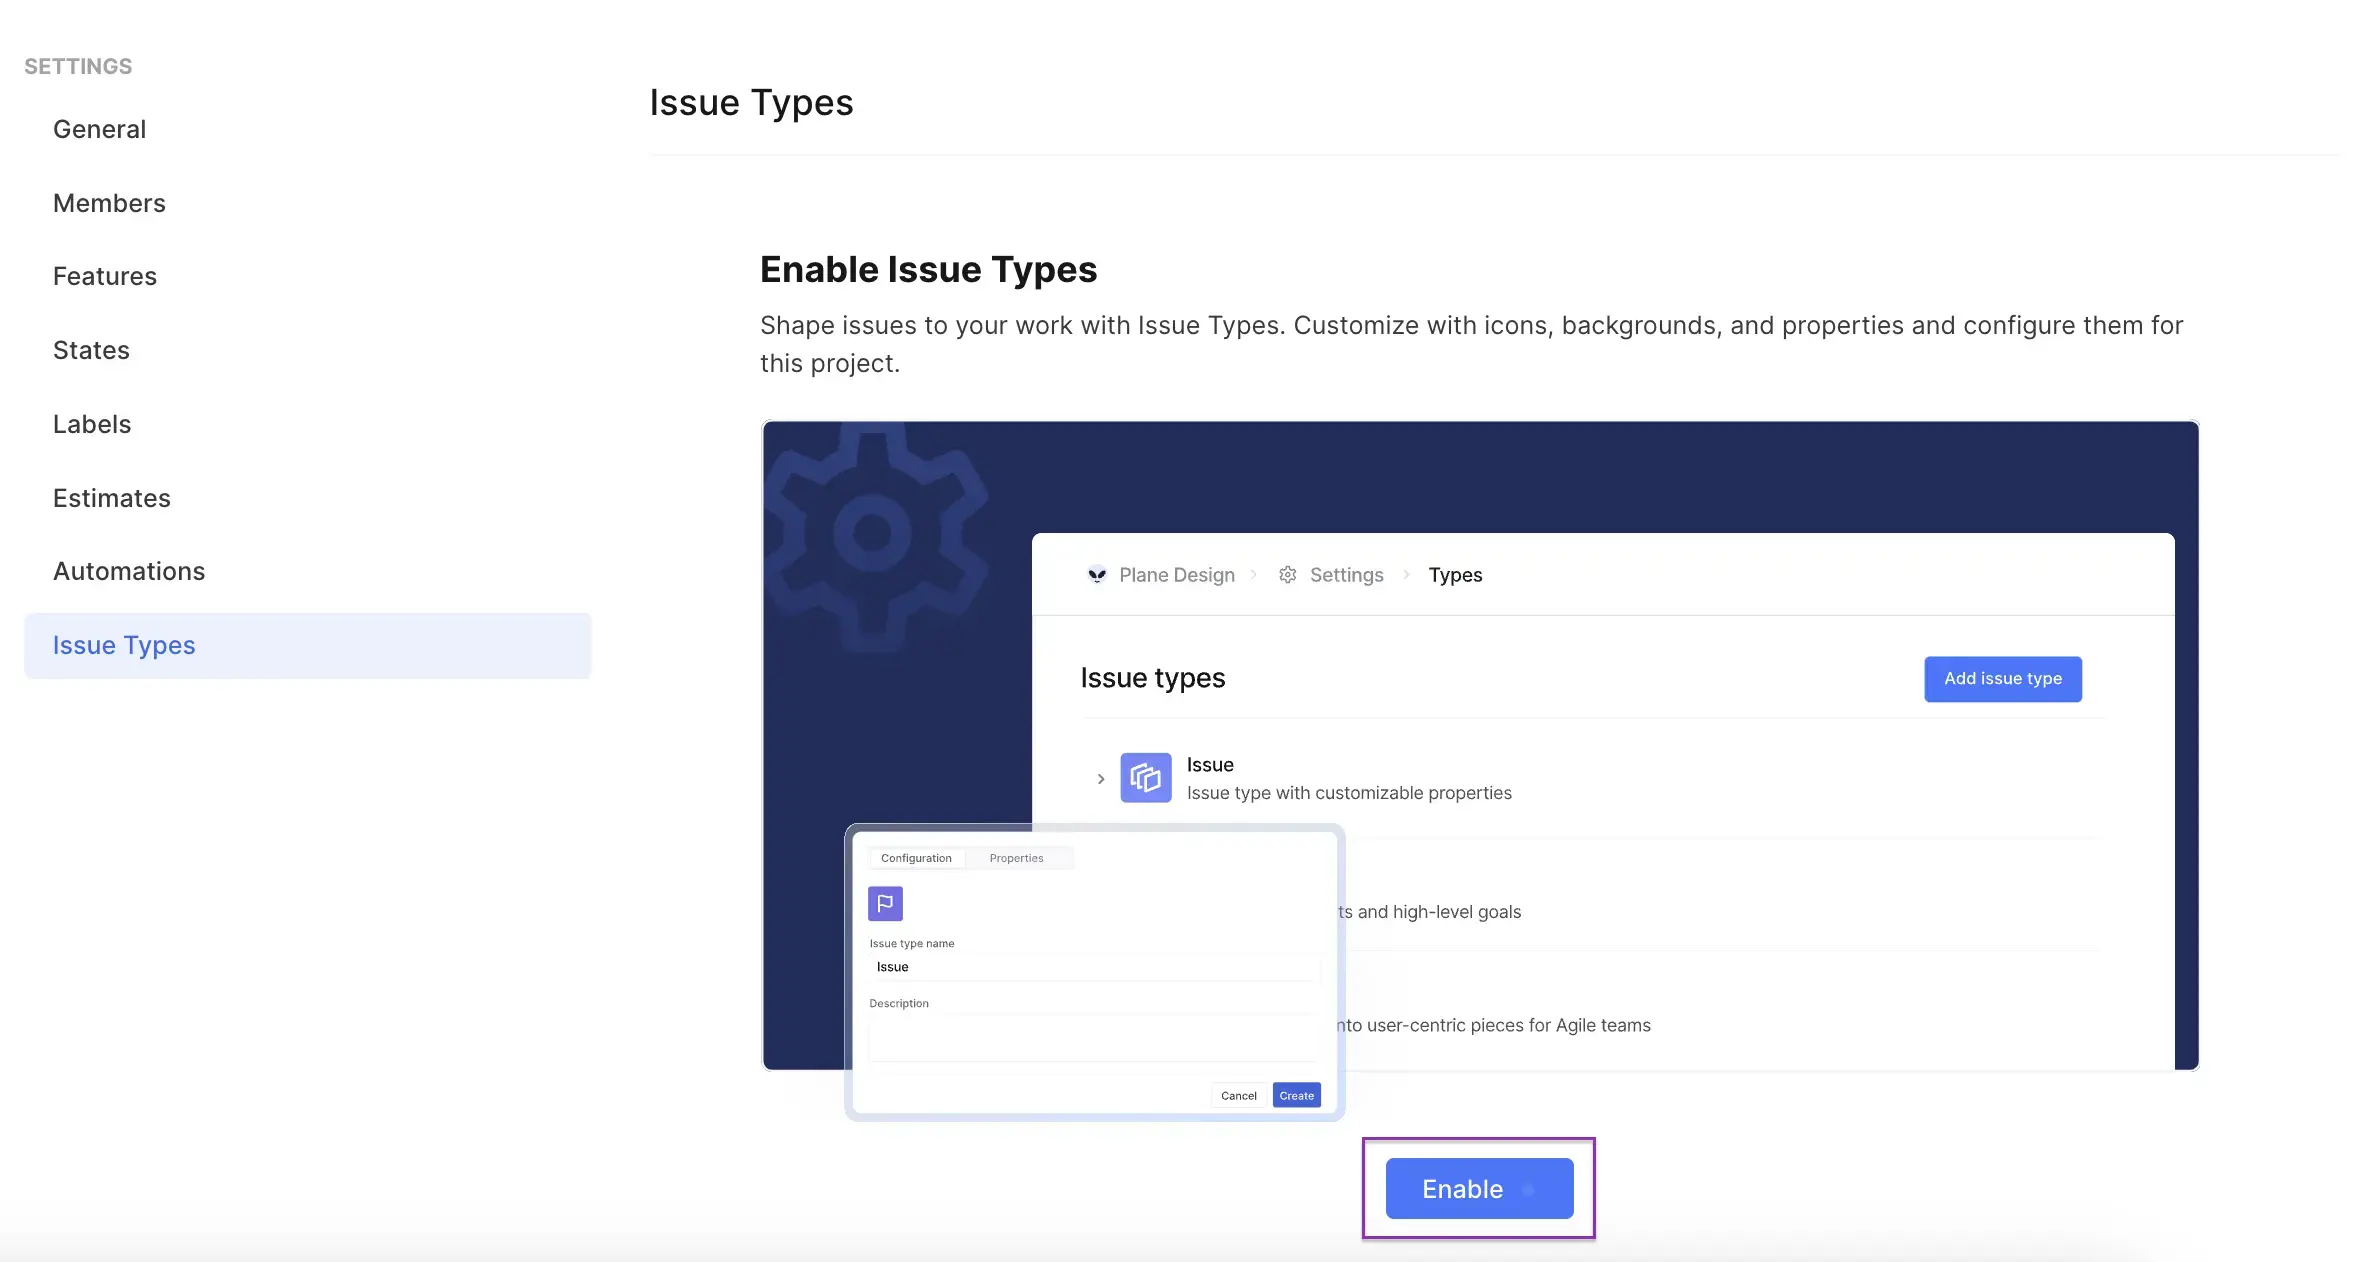 SETTINGS
General
Members
Features
States
Labels
Estimates
Automations
Issue Types
Issue Types
Enable Issue Types
Shape issues to your work with Issue Types. Customize with icons, backgrounds, and properties and configure them for
this project.
Plane Design
Settings
Types
Issue types
Add issue type
Issue
Issue type with customizable properties
and high-level goals
user-centric pieces for Agile teams
Configuration
Properties
Issue type name
Issue
Description
Cancel
Create
Enable